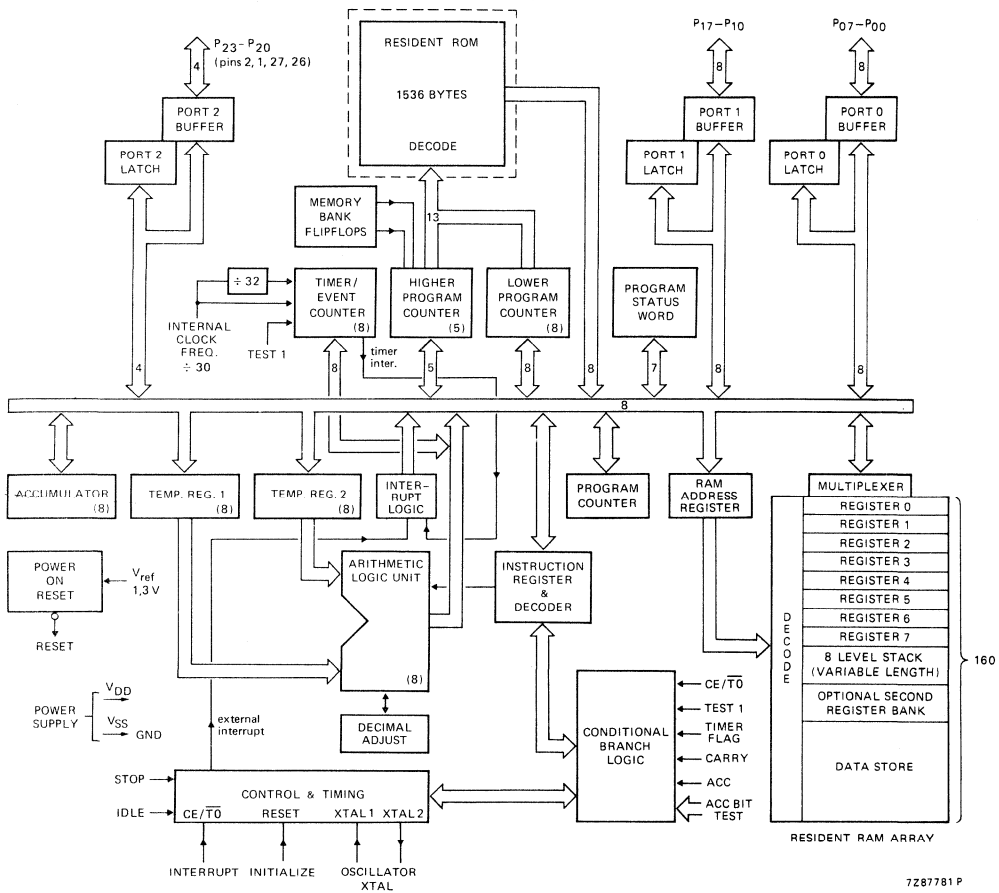 P23–P20
(pins 2, 1, 27, 26)
4
PORT 2
BUFFER
PORT 2
LATCH
RESIDENT ROM
1536 BYTES
DECODE
P17–P10
8
PORT 1
BUFFER
PORT 1
LATCH
P07–P00
8
PORT 0
BUFFER
PORT 0
LATCH
MEMORY
BANK
FLIPFLOPS
13
÷ 32
TIMER/
EVENT
COUNTER
(8)
HIGHER
PROGRAM
COUNTER
(5)
LOWER
PROGRAM
COUNTER
(8)
PROGRAM
STATUS
WORD
INTERNAL
CLOCK
FREQ.
÷ 30
TEST 1
timer
inter.
4
8
5
8
8
7
8
8
8
ACCUMULATOR
(8)
TEMP. REG. 1
(8)
TEMP. REG. 2
(8)
INTER–
RUPT
LOGIC
PROGRAM
COUNTER
RAM
ADDRESS
REGISTER
MULTIPLEXER
REGISTER 0
REGISTER 1
REGISTER 2
REGISTER 3
REGISTER 4
REGISTER 5
REGISTER 6
REGISTER 7
8 LEVEL STACK
(VARIABLE LENGTH)
OPTIONAL SECOND
REGISTER BANK
DATA STORE
DECODE
160
RESIDENT RAM ARRAY
POWER
ON
RESET
Vref
1,3 V
RESET
ARITHMETIC
LOGIC UNIT
(8)
INSTRUCTION
REGISTER
&
DECODER
POWER
SUPPLY
VDD
VSS
GND
external
interrupt
DECIMAL
ADJUST
CONDITIONAL
BRANCH
LOGIC
CE/T̅0̅
TEST 1
TIMER
FLAG
CARRY
ACC
ACC BIT
TEST
STOP
IDLE
CONTROL & TIMING
CE/T̅0̅
RESET
XTAL 1
XTAL 2
INTERRUPT
INITIALIZE
OSCILLATOR
XTAL
7Z87781 P